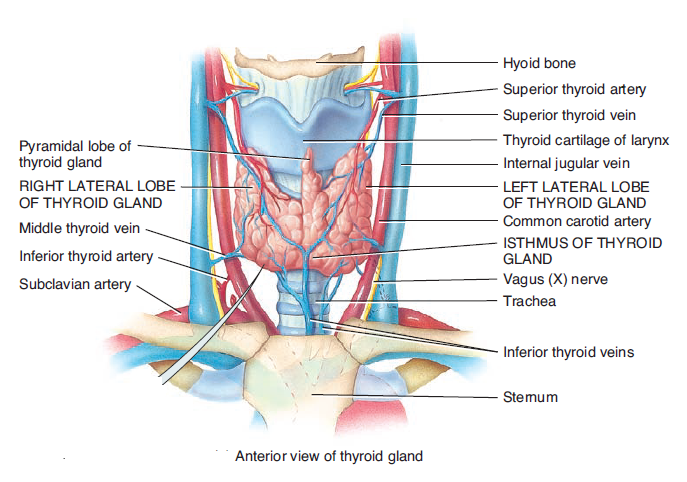 Hyoid bone
Superior thyroid artery
Superior thyroid vein
Thyroid cartilage of larynx
Internal jugular vein
LEFT LATERAL LOBE
OF THYROID GLAND
Common carotid artery
ISTHMUS OF THYROID
GLAND
Vagus (X) nerve
Trachea
Inferior thyroid veins
Sternum
Pyramidal lobe of
thyroid gland
RIGHT LATERAL LOBE
OF THYROID GLAND
Middle thyroid vein
Inferior thyroid artery
Subclavian artery
Anterior view of thyroid gland